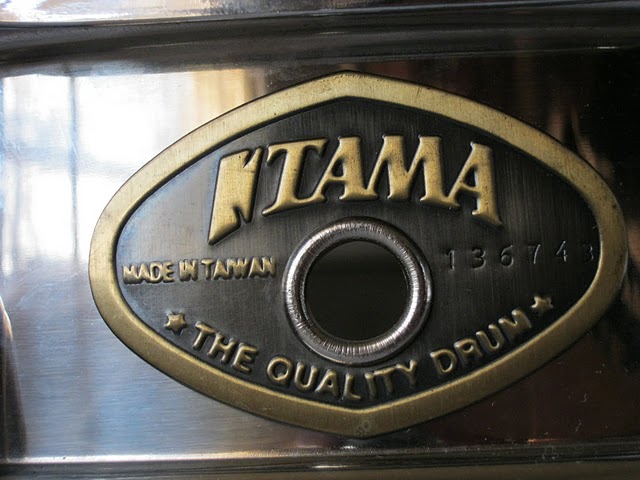 TAMA
MADE IN TAIWAN
136743
★ THE QUALITY DRUM ★